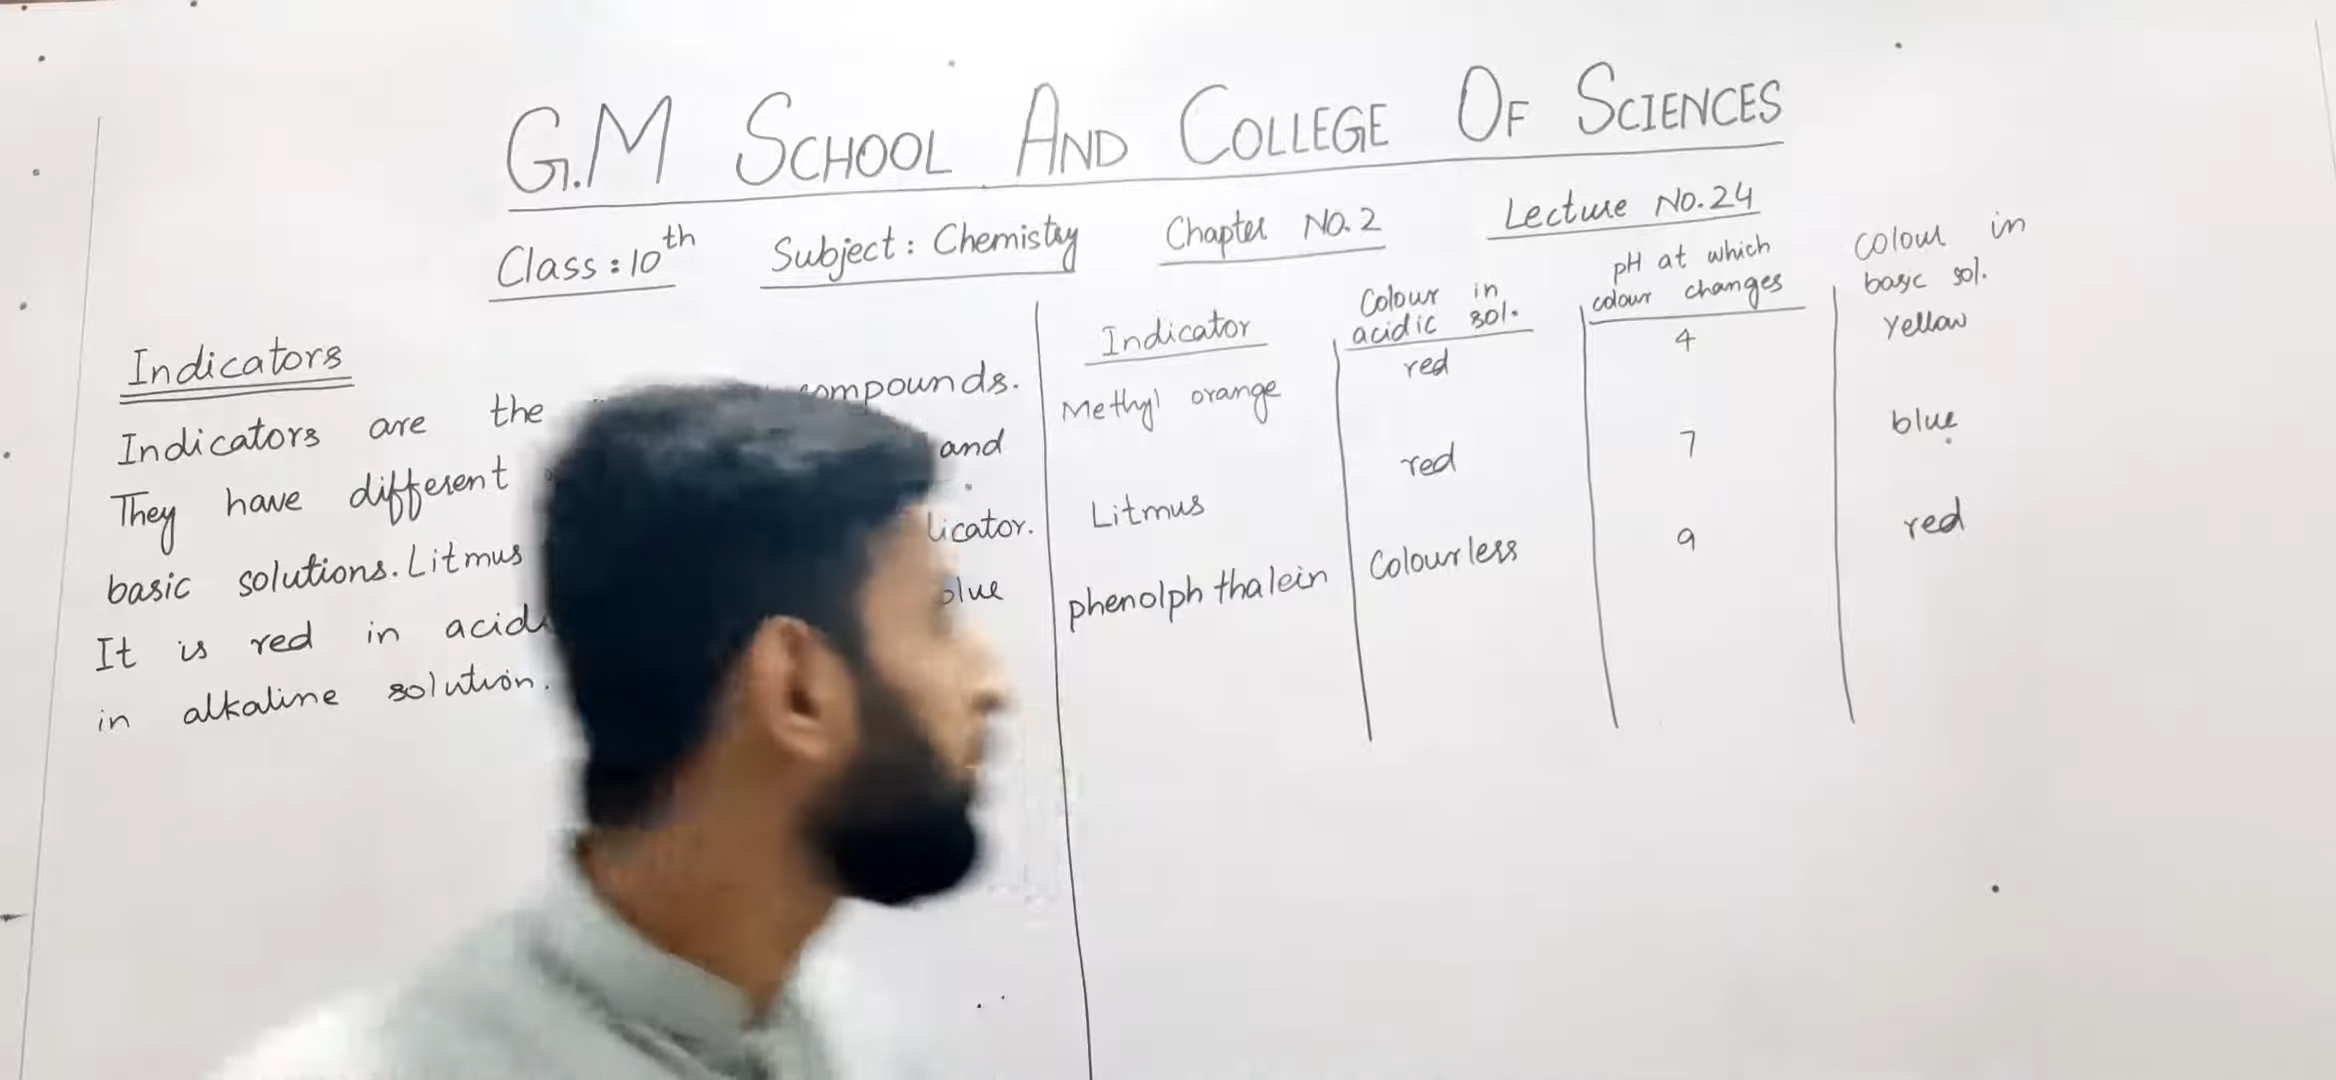 G.M SCHOOL AND COLLEGE OF SCIENCES
Class: 10th Subject: Chemistry Chapter No. 2 Lecture No. 24
Indicators
Indicators are the compounds.
They have different and
basic solutions. Litmus
It is red in blue
in alkaline solution.
Indicator Colour in acidic sol. pH at which colour changes Colour in basic sol.
Methyl orange red 4 Yellow
Litmus red 7 blue
phenolphthalein Colourless 9 red